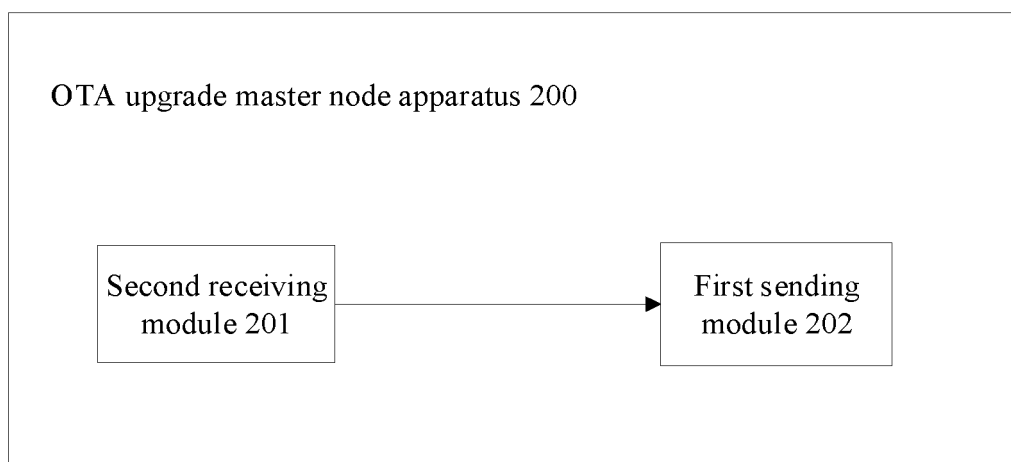 OTA upgrade master node apparatus 200
Second receiving
module 201
First sending
module 202